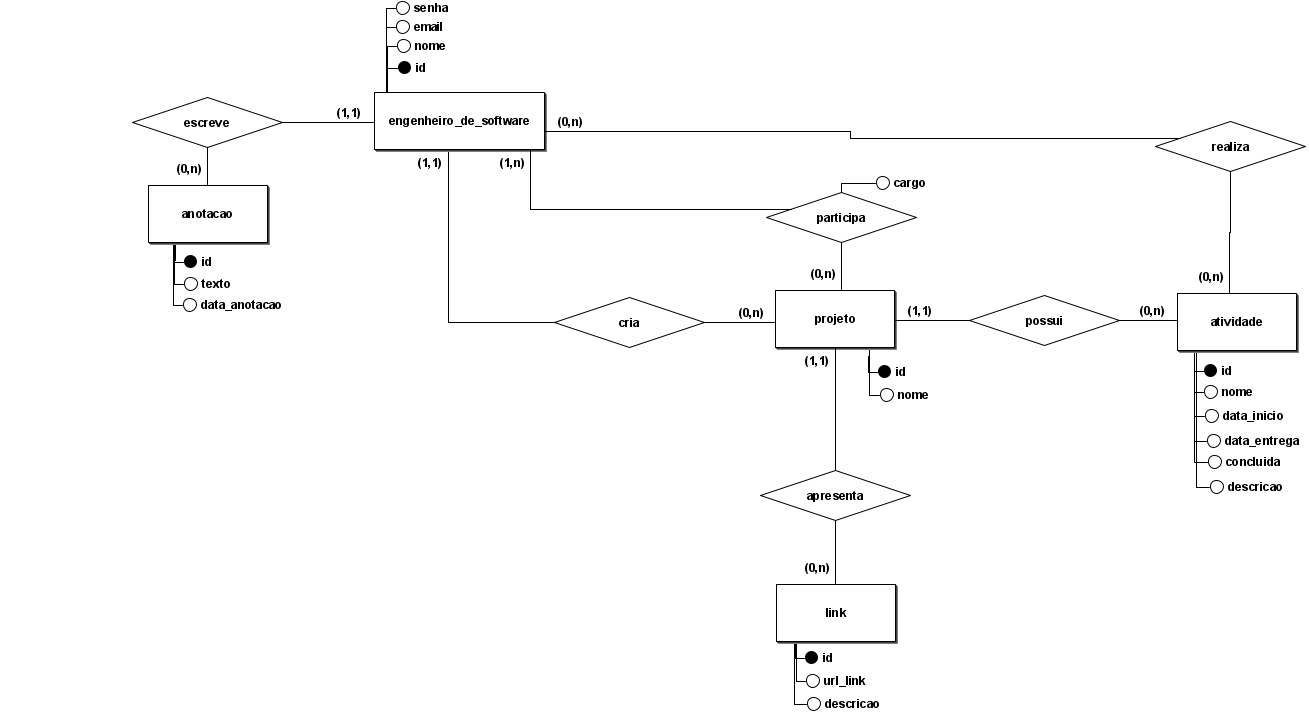 senha
email
nome
id
escreve
(1,1)
engenheiro_de_software
(0,n)
realiza
(0,n)
(1,1)
(1,n)
anotacao
cargo
participa
id
texto
data_anotacao
(0,n)
(0,n)
cria
(0,n)
projeto
(1,1)
possui
(0,n)
atividade
(1,1)
id
nome
id
nome
data_inicio
data_entrega
concluida
descricao
apresenta
(0,n)
link
id
url_link
descricao